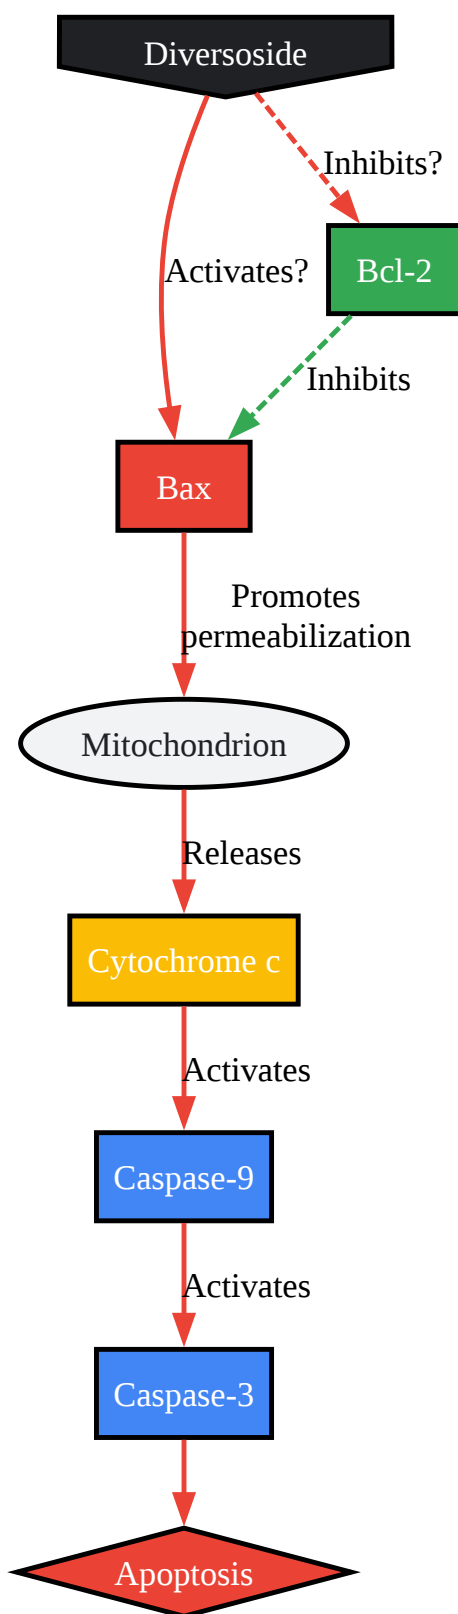 Diversoside
Inhibits?
Activates?
Bcl-2
Inhibits
Bax
Promotes
permeabilization
Mitochondrion
Releases
Cytochrome c
Activates
Caspase-9
Activates
Caspase-3
Apoptosis